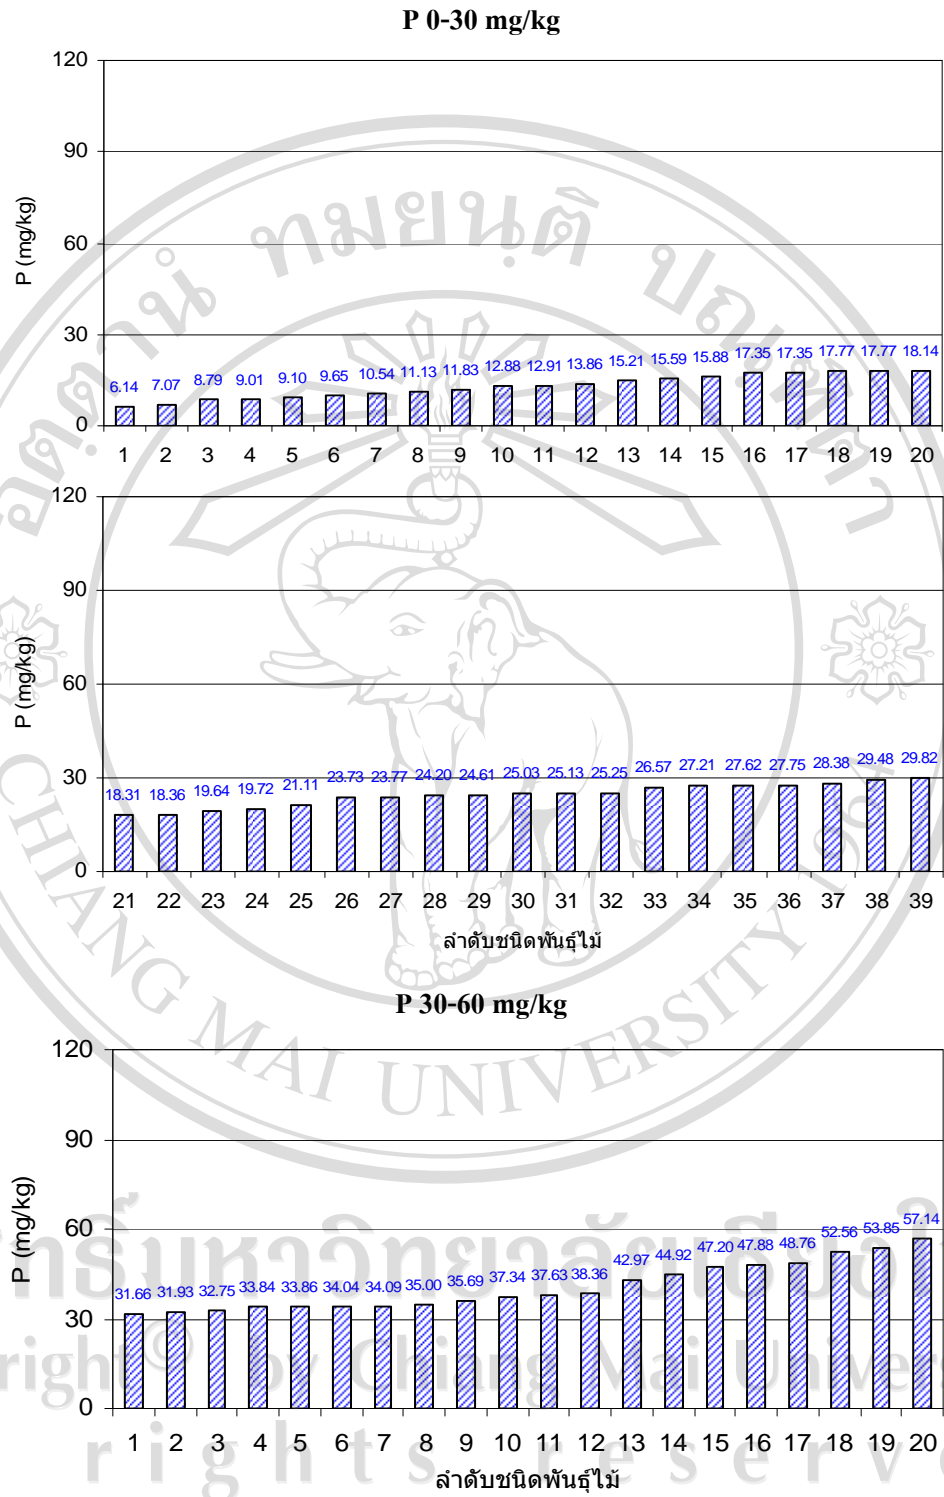 P 0-30 mg/kg
120
90
60
30
0
P (mg/kg)
6.14 7.07 8.79 9.01 9.10 9.65 10.54 11.13 11.83 12.88 12.91 13.86 15.21 15.59 15.88 17.35 17.35 17.77 17.77 18.14
1 2 3 4 5 6 7 8 9 10 11 12 13 14 15 16 17 18 19 20
120
90
60
30
0
P (mg/kg)
18.31 18.36 19.64 19.72 21.11 23.73 23.77 24.20 24.61 25.03 25.13 25.25 26.57 27.21 27.62 27.75 28.38 29.48 29.82
21 22 23 24 25 26 27 28 29 30 31 32 33 34 35 36 37 38 39
ลำดับชนิดพันธุ์ไม้
P 30-60 mg/kg
120
90
60
30
0
P (mg/kg)
31.66 31.93 32.75 33.84 33.86 34.04 34.09 35.00 35.69 37.34 37.63 38.36 42.97 44.92 47.20 47.88 48.76 52.56 53.85 57.14
1 2 3 4 5 6 7 8 9 10 11 12 13 14 15 16 17 18 19 20
ลำดับชนิดพันธุ์ไม้
CHIANG MAI UNIVERSITY 1964
by Chiang Mai
rights reserv